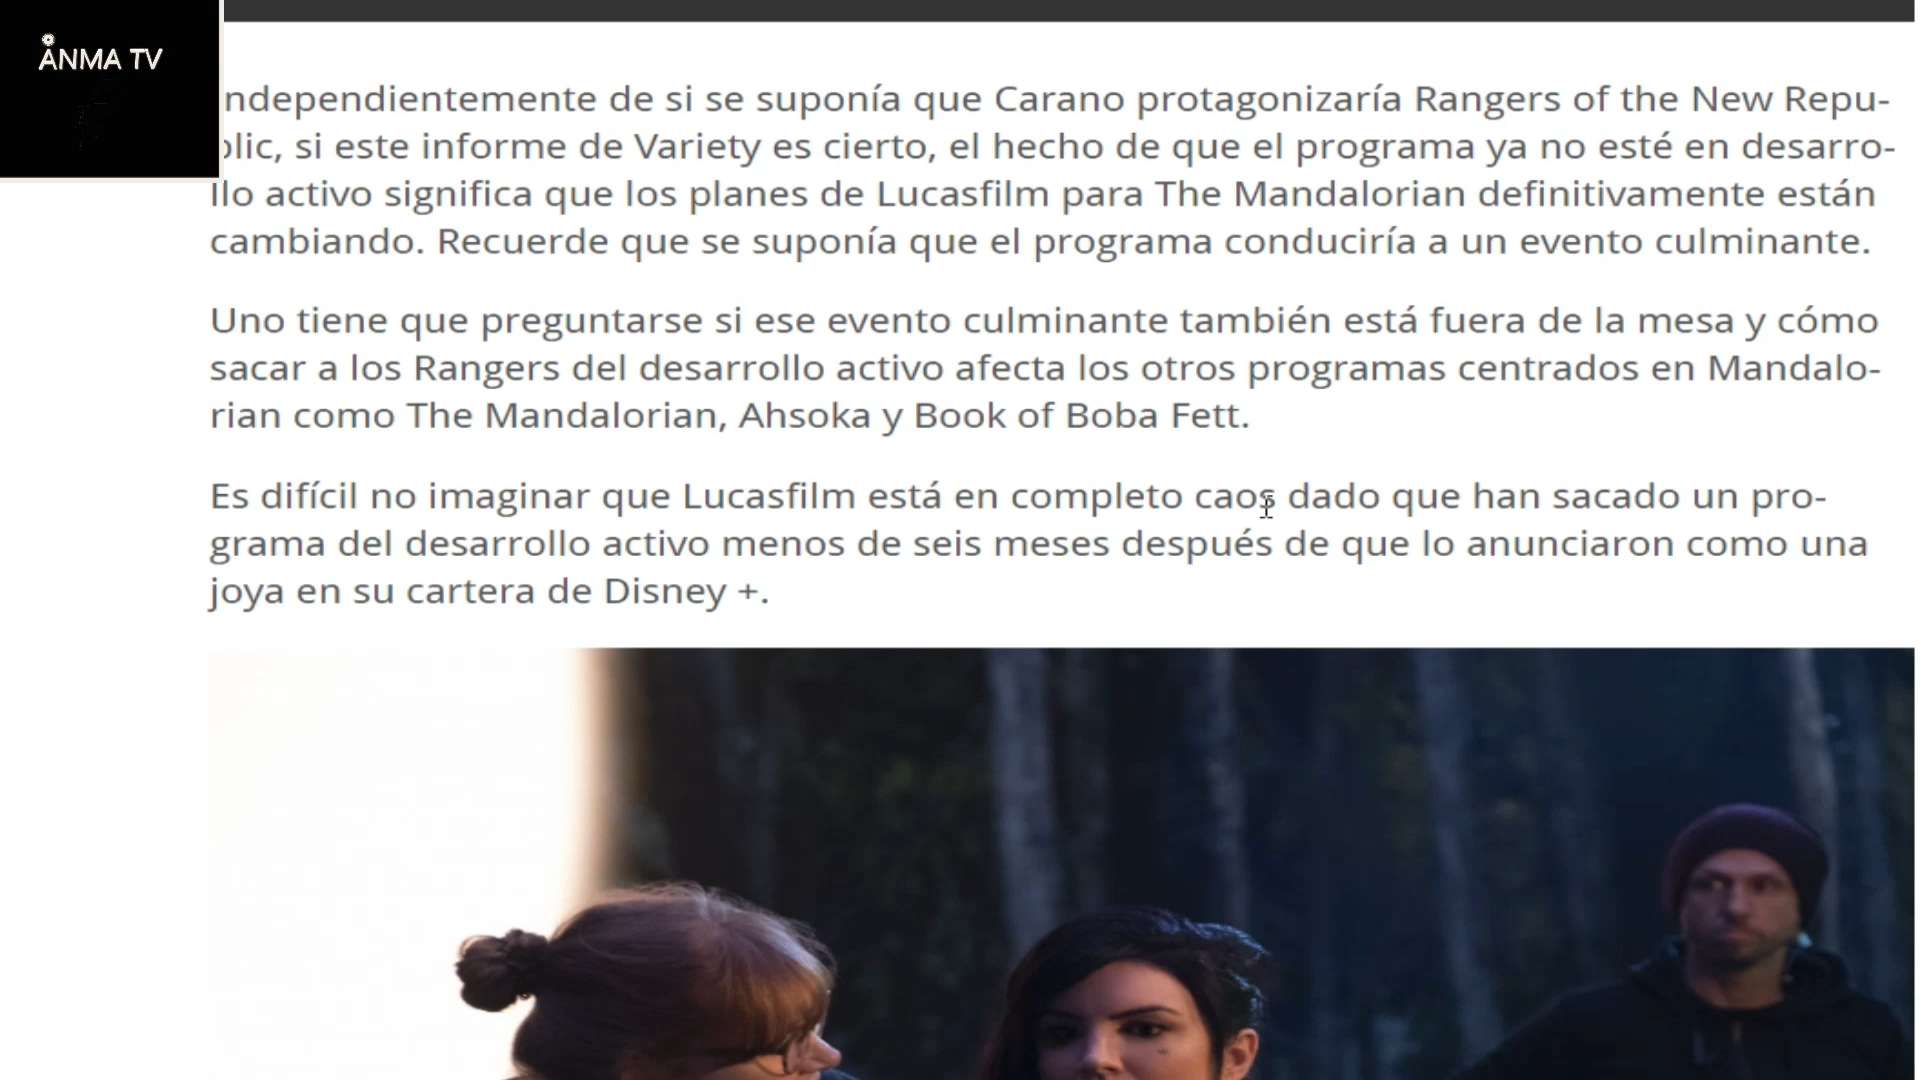 ÅNMA TV
ndependientemente de si se suponía que Carano protagonizaría Rangers of the New Repu-
blic, si este informe de Variety es cierto, el hecho de que el programa ya no esté en desarro-
llo activo significa que los planes de Lucasfilm para The Mandalorian definitivamente están
cambiando. Recuerde que se suponía que el programa conduciría a un evento culminante.
Uno tiene que preguntarse si ese evento culminante también está fuera de la mesa y cómo
sacar a los Rangers del desarrollo activo afecta los otros programas centrados en Mandalo-
rian como The Mandalorian, Ahsoka y Book of Boba Fett.
Es difícil no imaginar que Lucasfilm está en completo caos dado que han sacado un pro-
grama del desarrollo activo menos de seis meses después de que lo anunciaron como una
joya en su cartera de Disney +.